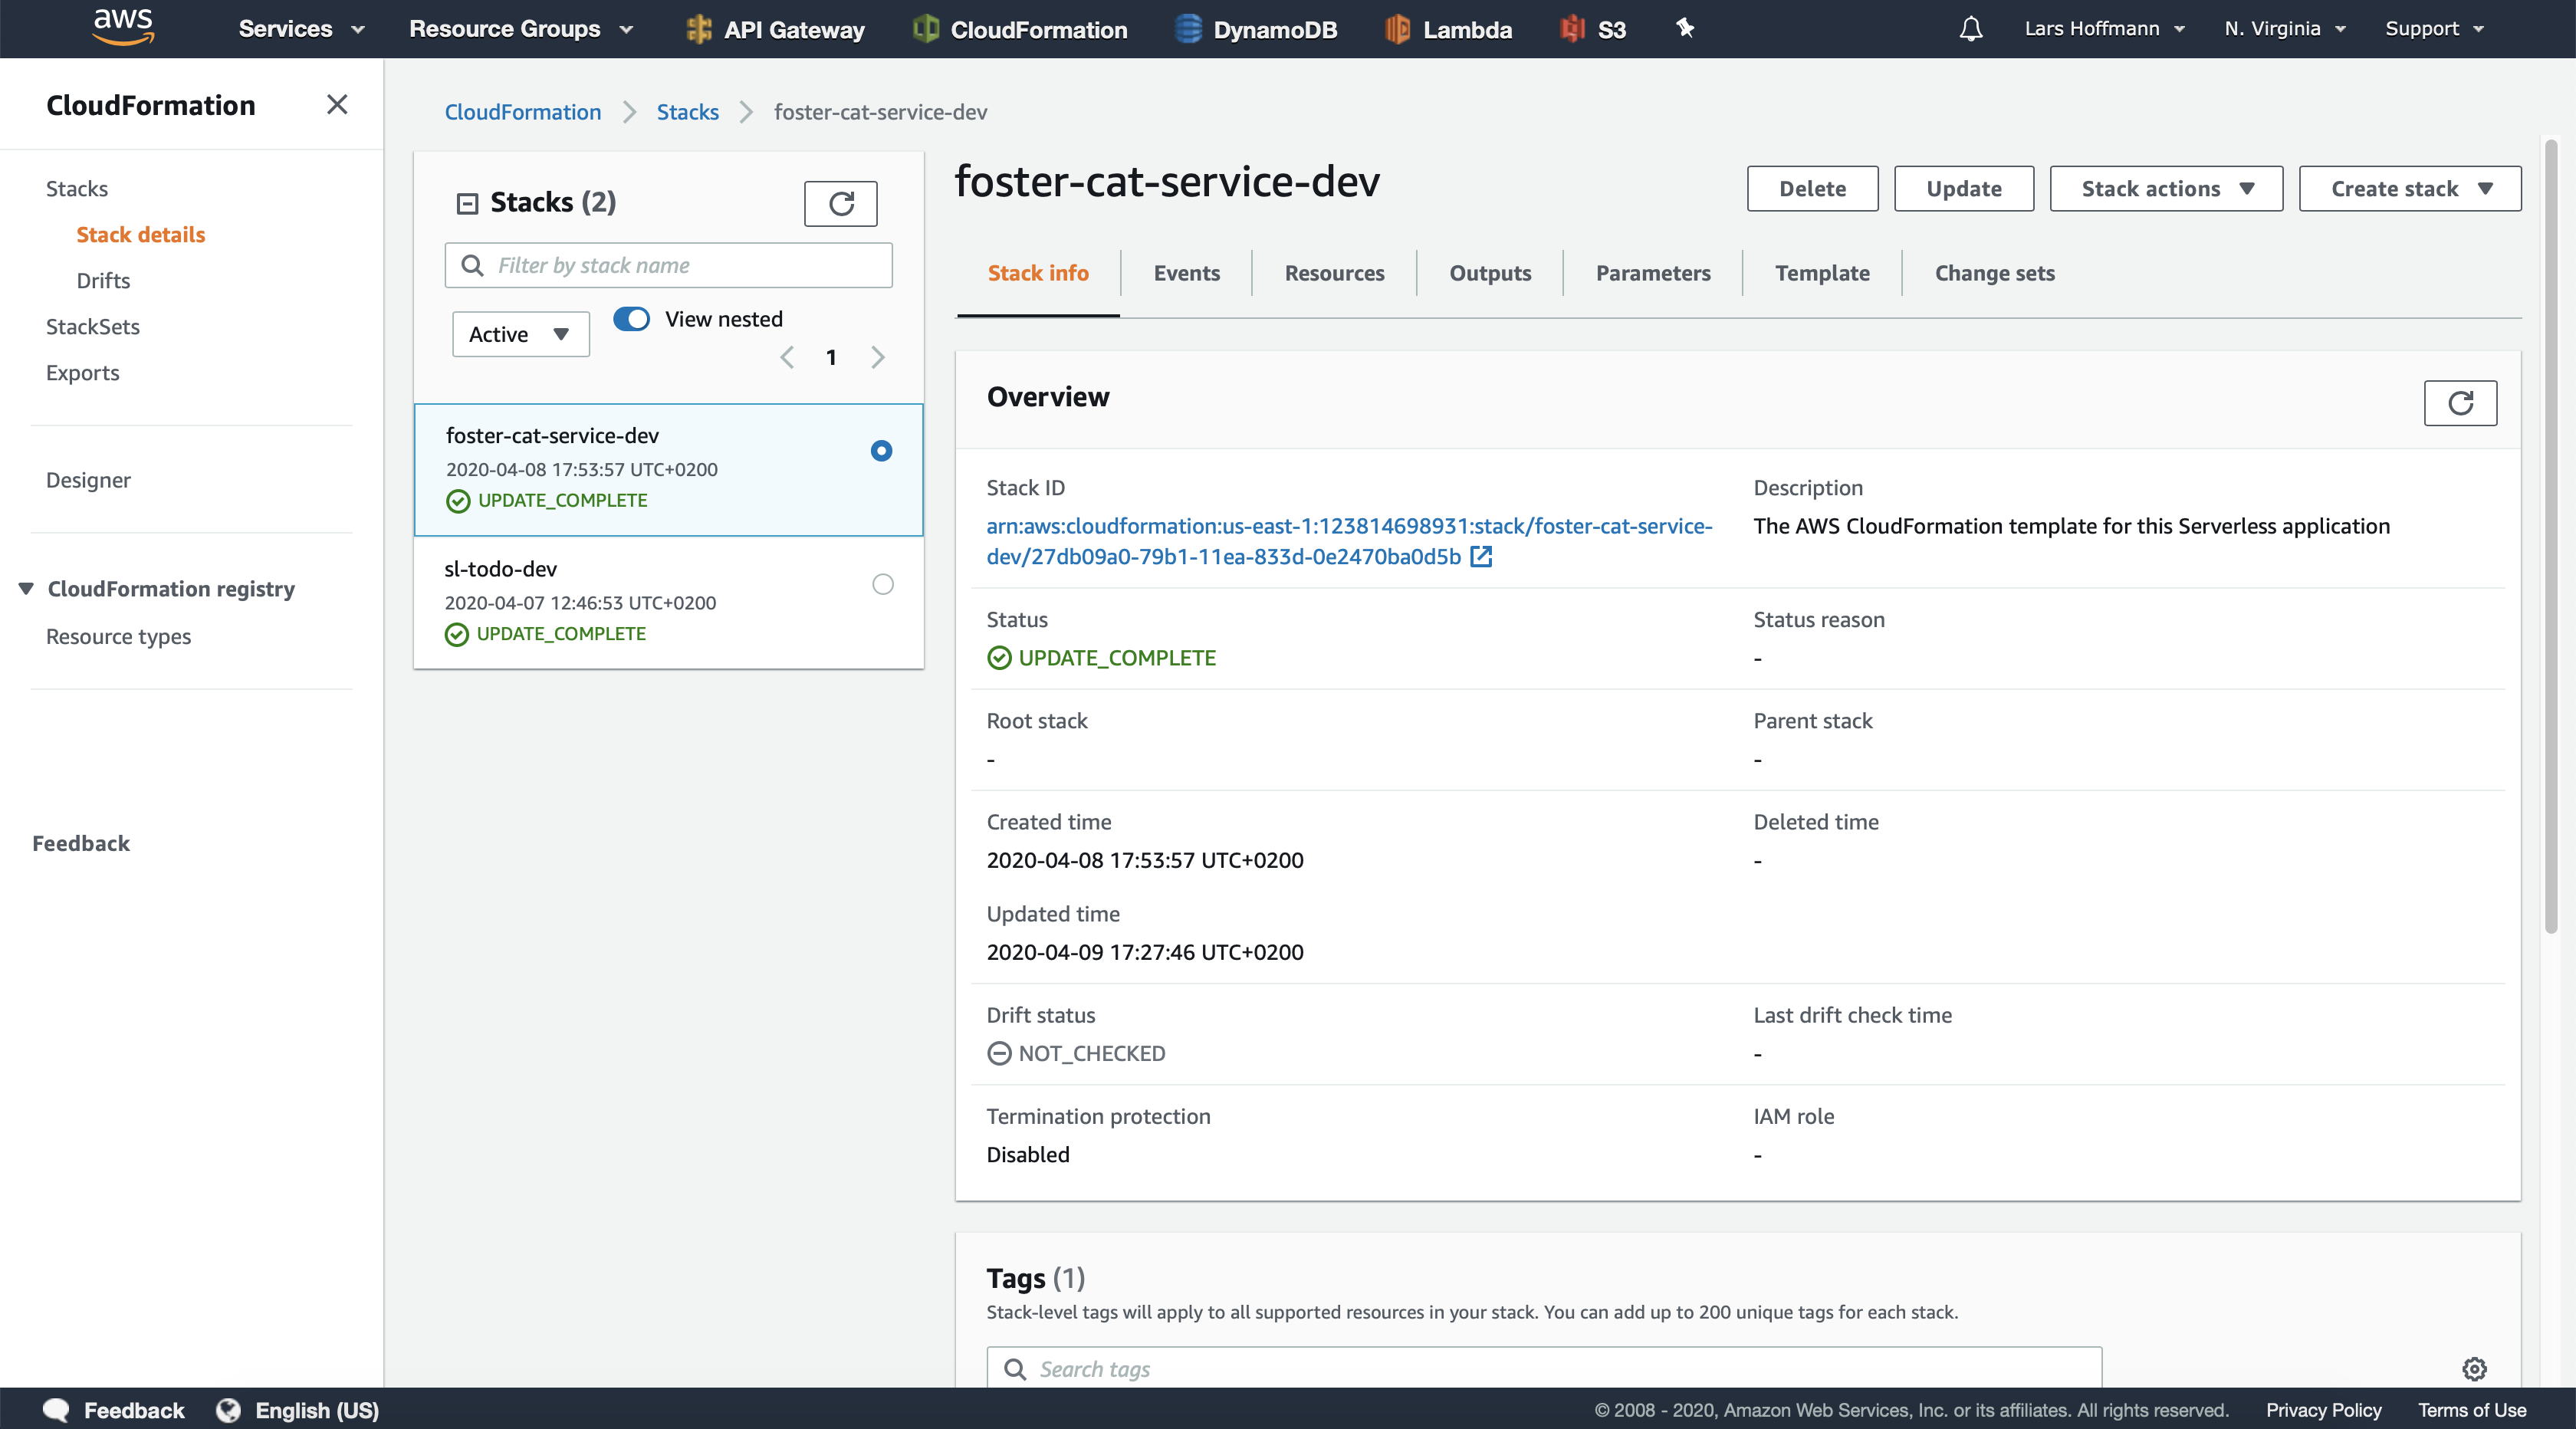 aws
Services
Resource Groups
API Gateway
CloudFormation
DynamoDB
Lambda
S3
Lars Hoffmann
N. Virginia
Support
CloudFormation
Stacks
Stack details
Drifts
StackSets
Exports
Designer
CloudFormation registry
Resource types
Feedback
CloudFormation > Stacks > foster-cat-service-dev
Stacks (2)
Filter by stack name
Active
View nested
1
foster-cat-service-dev
2020-04-08 17:53:57 UTC+0200
UPDATE_COMPLETE
sl-todo-dev
2020-04-07 12:46:53 UTC+0200
UPDATE_COMPLETE
foster-cat-service-dev
Delete
Update
Stack actions
Create stack
Stack info
Events
Resources
Outputs
Parameters
Template
Change sets
Overview
Stack ID
arn:aws:cloudformation:us-east-1:123814698931:stack/foster-cat-service-
dev/27db09a0-79b1-11ea-833d-0e2470ba0d5b
Description
The AWS CloudFormation template for this Serverless application
Status
UPDATE_COMPLETE
Status reason
-
Root stack
-
Parent stack
-
Created time
2020-04-08 17:53:57 UTC+0200
Deleted time
-
Updated time
2020-04-09 17:27:46 UTC+0200
Drift status
NOT_CHECKED
Last drift check time
-
Termination protection
Disabled
IAM role
-
Tags (1)
Stack-level tags will apply to all supported resources in your stack. You can add up to 200 unique tags for each stack.
Search tags
Feedback
English (US)
© 2008 - 2020, Amazon Web Services, Inc. or its affiliates. All rights reserved.
Privacy Policy
Terms of Use